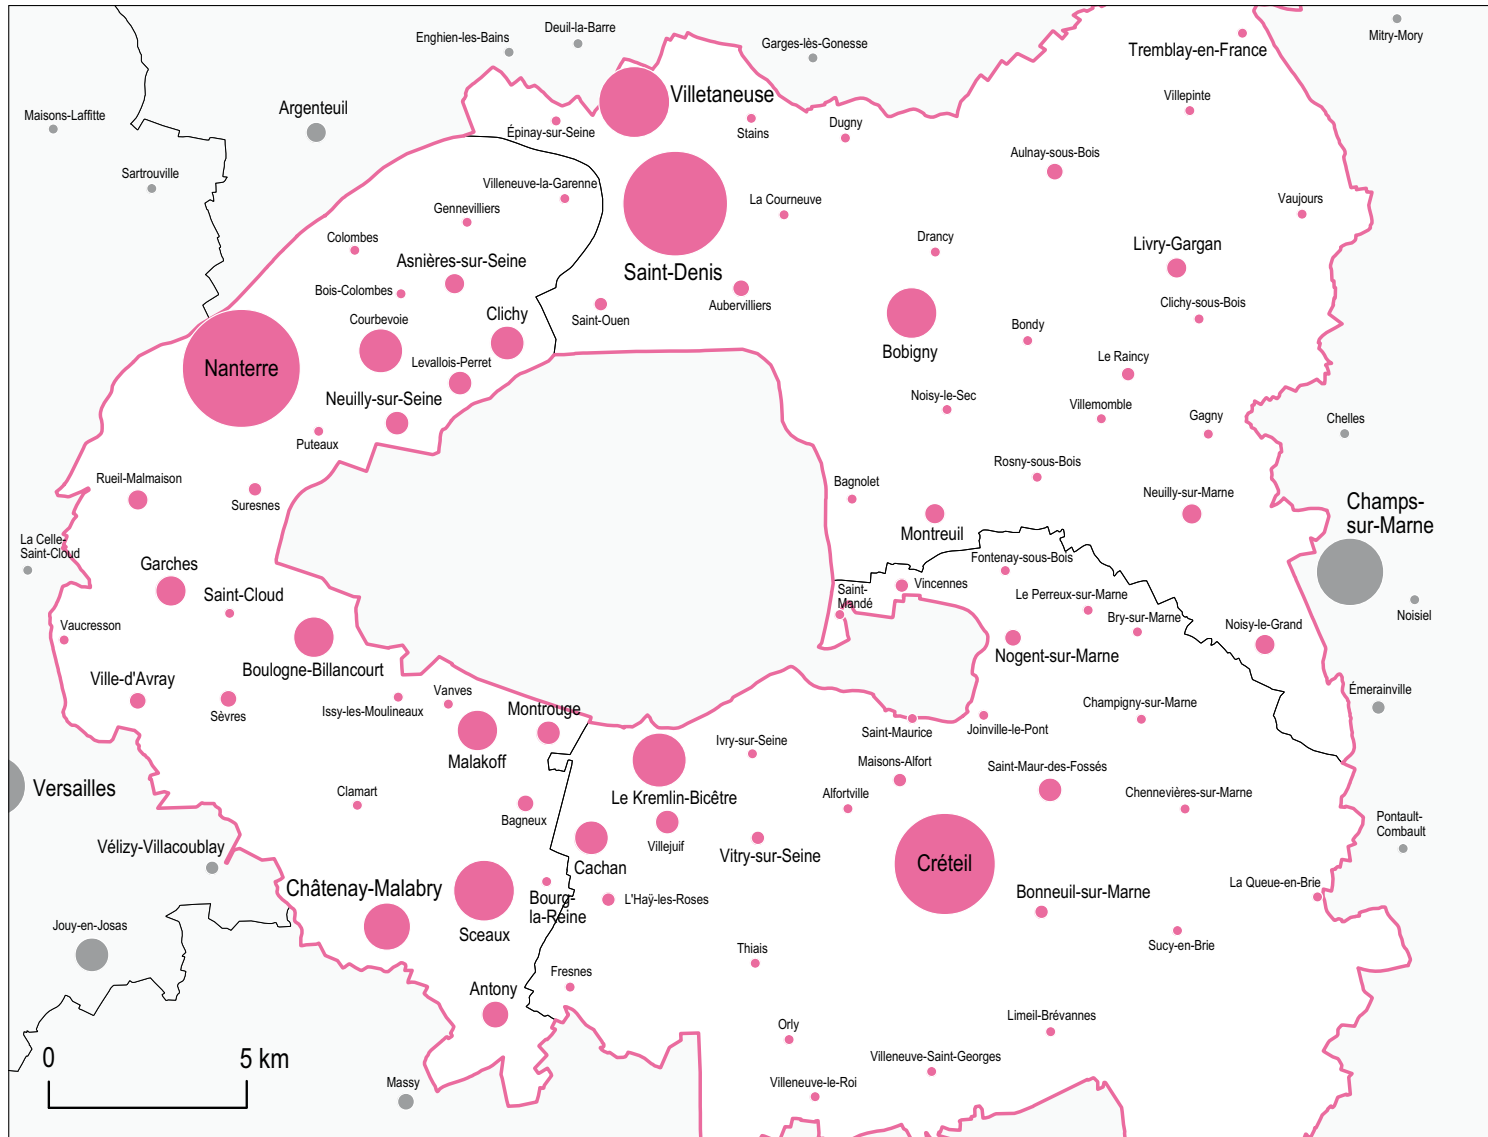 Mitry-Mory
Deuil-la-Barre
Enghien-les-Bains
Garges-lès-Gonesse
Tremblay-en-France
Villetaneuse
Villepinte
Argenteuil
Maisons-Laffitte
Épinay-sur-Seine
Stains
Dugny
Aulnay-sous-Bois
Sartrouville
Villeneuve-la-Garenne
La Courneuve
Vaujours
Gennevilliers
Colombes
Drancy
Livry-Gargan
Asnières-sur-Seine
Saint-Denis
Bois-Colombes
Aubervilliers
Clichy-sous-Bois
Courbevoie
Clichy
Saint-Ouen
Bondy
Bobigny
Le Raincy
Levallois-Perret
Nanterre
Neuilly-sur-Seine
Noisy-le-Sec
Villemomble
Gagny
Chelles
Puteaux
Rosny-sous-Bois
Rueil-Malmaison
Suresnes
Bagnolet
Neuilly-sur-Marne
Champs-
sur-Marne
Montreuil
La Celle-
Saint-Cloud
Garches
Fontenay-sous-Bois
Saint-Cloud
Saint-
Mandé
Vincennes
Le Perreux-sur-Marne
Bry-sur-Marne
Noisy-le-Grand
Noisiel
Vaucresson
Nogent-sur-Marne
Boulogne-Billancourt
Ville-d'Avray
Sèvres
Issy-les-Moulineaux
Vanves
Montrouge
Champigny-sur-Marne
Émerainville
Saint-Maurice
Joinville-le-Pont
Ivry-sur-Seine
Malakoff
Maisons-Alfort
Saint-Maur-des-Fossés
Versailles
Clamart
Le Kremlin-Bicêtre
Alfortville
Chennevières-sur-Marne
Bagneux
Villejuif
Pontault-
Combault
Vélizy-Villacoublay
Cachan
Vitry-sur-Seine
Créteil
Châtenay-Malabry
Bourg-
la-Reine
L'Haÿ-les-Roses
Bonneuil-sur-Marne
La Queue-en-Brie
Jouy-en-Josas
Sceaux
Sucy-en-Brie
Thiais
Fresnes
Antony
Limeil-Brévannes
Orly
0 5 km
Villeneuve-Saint-Georges
Massy
Villeneuve-le-Roi